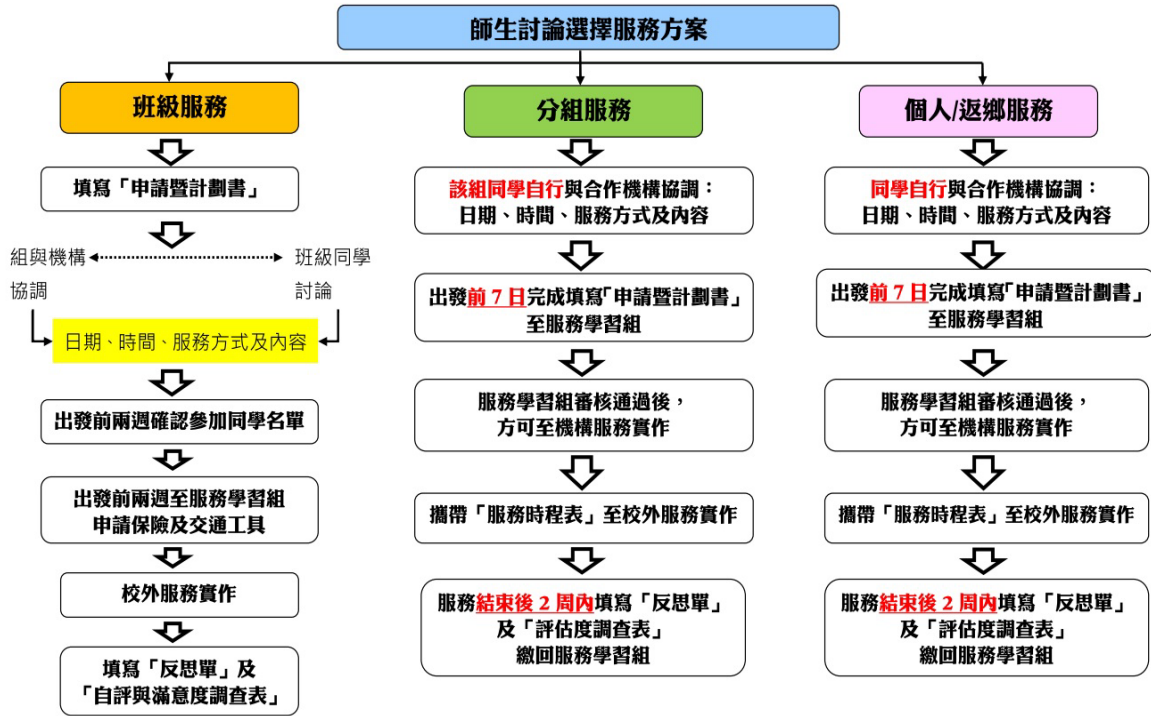 師生討論選擇服務方案
班級服務
填寫「申請暨計劃書」
組與機構
協調
班級同學
討論
日期、時間、服務方式及內容
出發前兩週確認參加同學名單
出發前兩週至服務學習組
申請保險及交通工具
校外服務實作
填寫「反思單」及
「自評與滿意度調查表」
分組服務
該組同學自行與合作機構協調：
日期、時間、服務方式及內容
出發前 7 日完成填寫「申請暨計劃書」
至服務學習組
服務學習組審核通過後，
方可至機構服務實作
攜帶「服務時程表」至校外服務實作
服務結束後 2 周內填寫「反思單」
及「評估度調查表」
繳回服務學習組
個人/返鄉服務
同學自行與合作機構協調：
日期、時間、服務方式及內容
出發前 7 日完成填寫「申請暨計劃書」
至服務學習組
服務學習組審核通過後，
方可至機構服務實作
攜帶「服務時程表」至校外服務實作
服務結束後 2 周內填寫「反思單」
及「評估度調查表」
繳回服務學習組